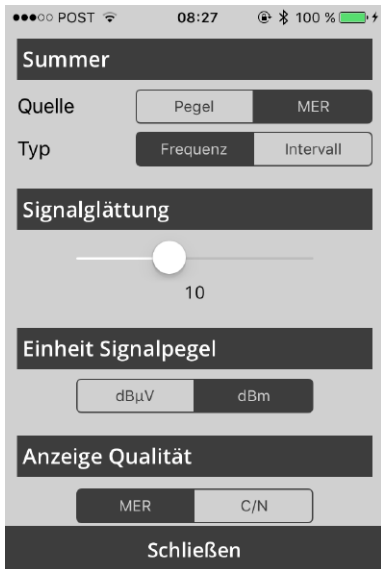 POST 08:27 100 %
Summer
Quelle Pegel MER
Typ Frequenz Intervall
Signalglättung
10
Einheit Signalpegel
dBµV dBm
Anzeige Qualität
MER C/N
Schließen